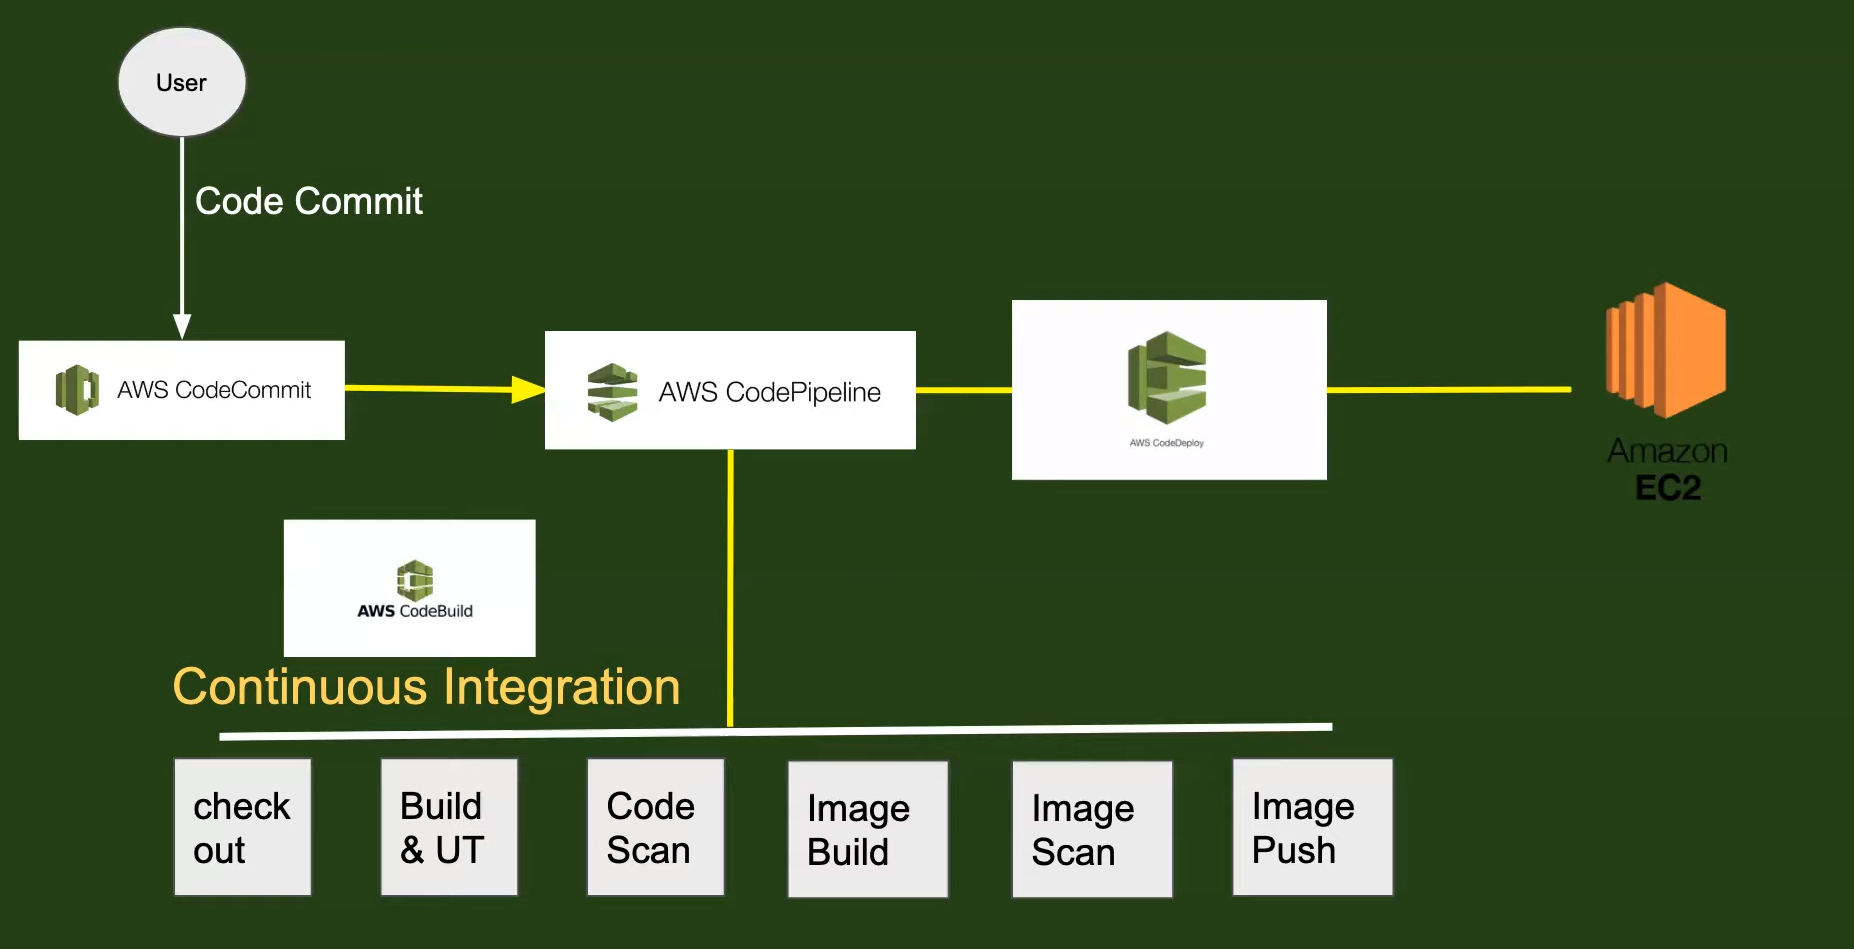 User
Code Commit
AWS CodeCommit
AWS CodePipeline
AWS CodeDeploy
Amazon
EC2
AWS CodeBuild
Continuous Integration
check
out
Build
& UT
Code
Scan
Image
Build
Image
Scan
Image
Push